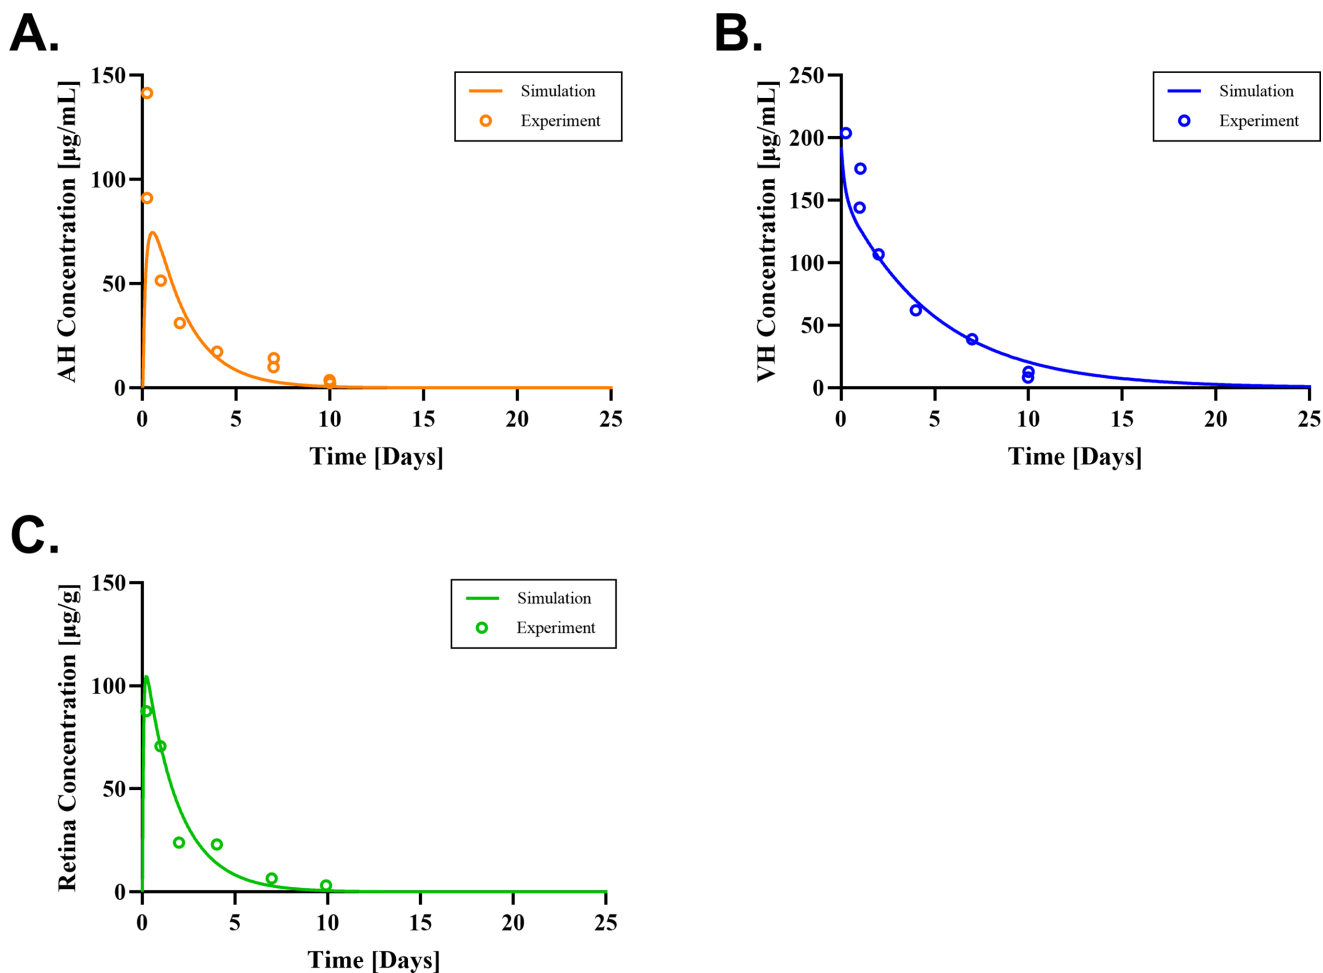 A.
AH Concentration [µg/mL]
150
100
50
0
0 5 10 15 20 25
Time [Days]
Simulation
Experiment
B.
VH Concentration [µg/mL]
250
200
150
100
50
0
0 5 10 15 20 25
Time [Days]
Simulation
Experiment
C.
Retina Concentration [µg/g]
150
100
50
0
0 5 10 15 20 25
Time [Days]
Simulation
Experiment